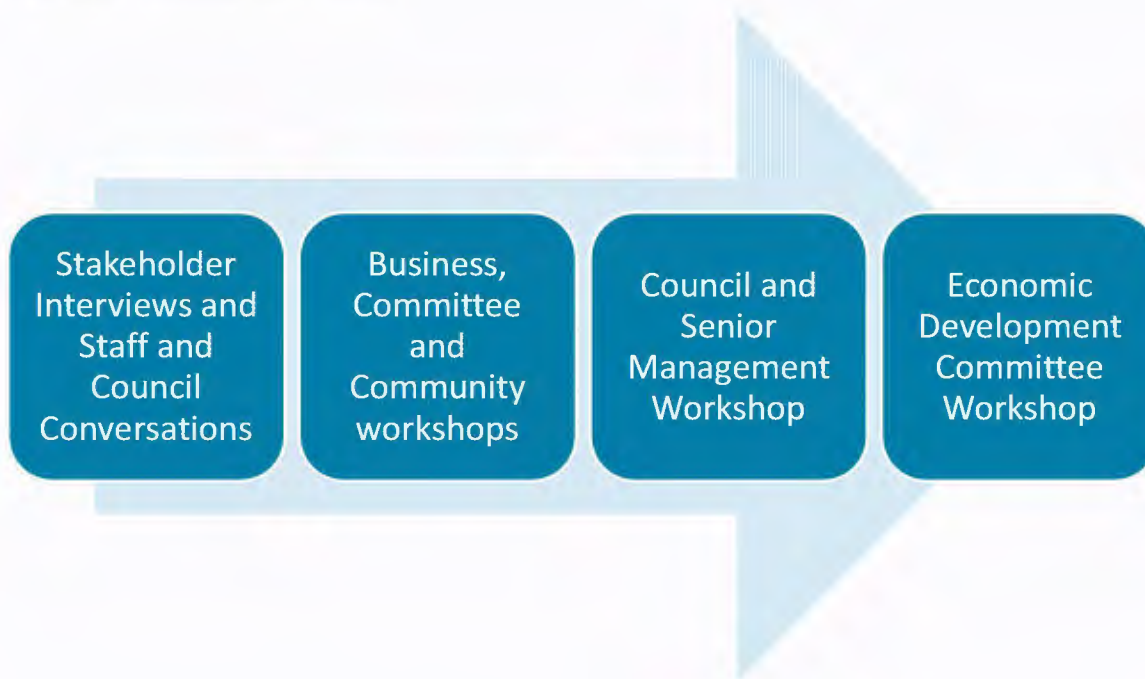 Stakeholder
Interviews and
Staff and
Council
Conversations
Business,
Committee
and
Community
workshops
Council and
Senior
Management
Workshop
Economic
Development
Committee
Workshop